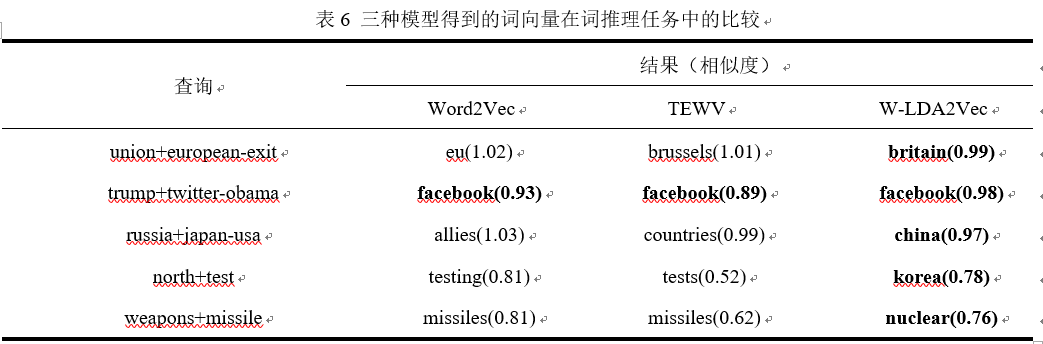 表 6 三种模型得到的词向量在词推理任务中的比较
查询
结果（相似度）
Word2Vec TEWV W-LDA2Vec
union+european-exit eu(1.02) brussels(1.01) britain(0.99)
trump+twitter-obama facebook(0.93) facebook(0.89) facebook(0.98)
russia+japan-usa allies(1.03) countries(0.99) china(0.97)
north+test testing(0.81) tests(0.52) korea(0.78)
weapons+missile missiles(0.81) missiles(0.62) nuclear(0.76)